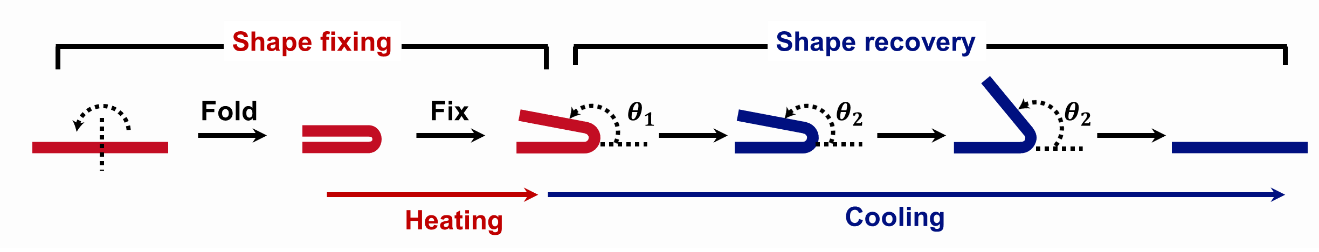 Shape fixing
Shape recovery
Fold
Fix
θ₁
θ₂
θ₂
Heating
Cooling